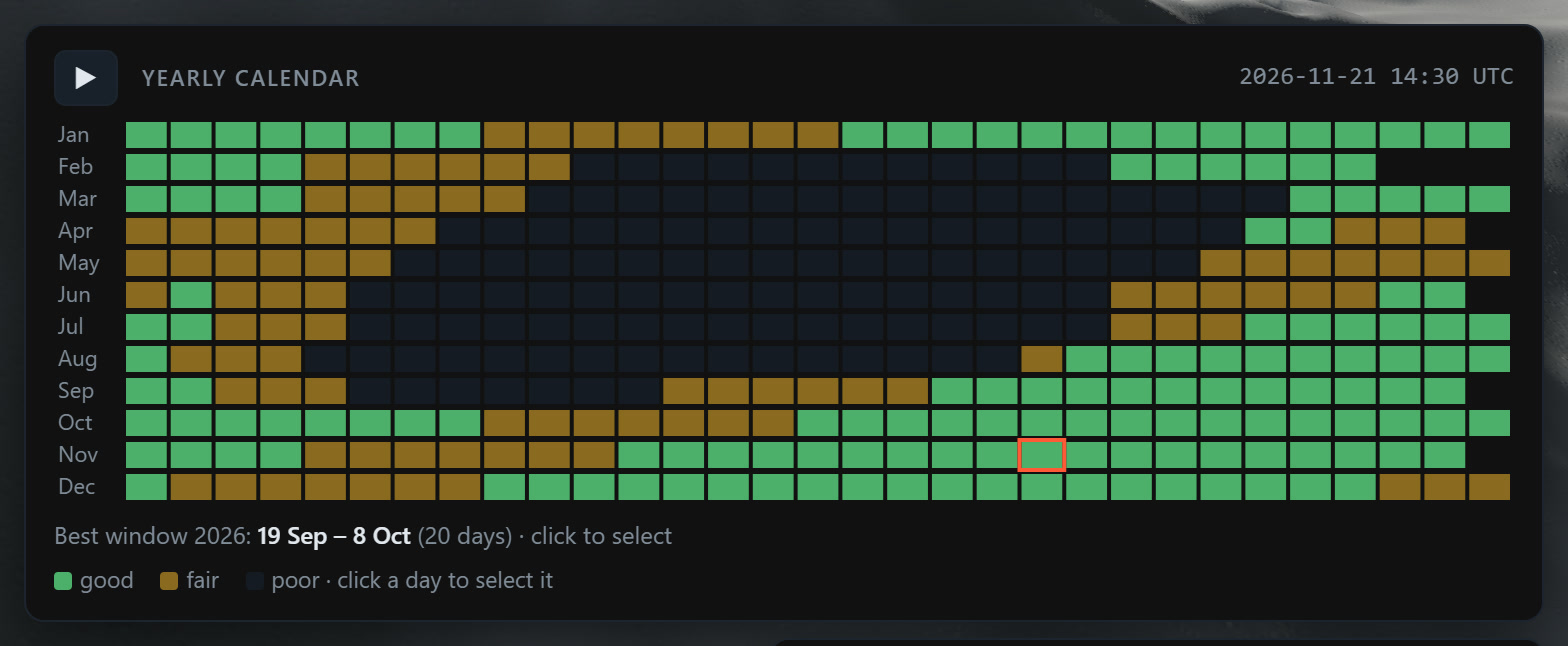 YEARLY CALENDAR
2026-11-21 14:30 UTC
Jan
Feb
Mar
Apr
May
Jun
Jul
Aug
Sep
Oct
Nov
Dec
Best window 2026: 19 Sep – 8 Oct (20 days) · click to select
good fair poor · click a day to select it